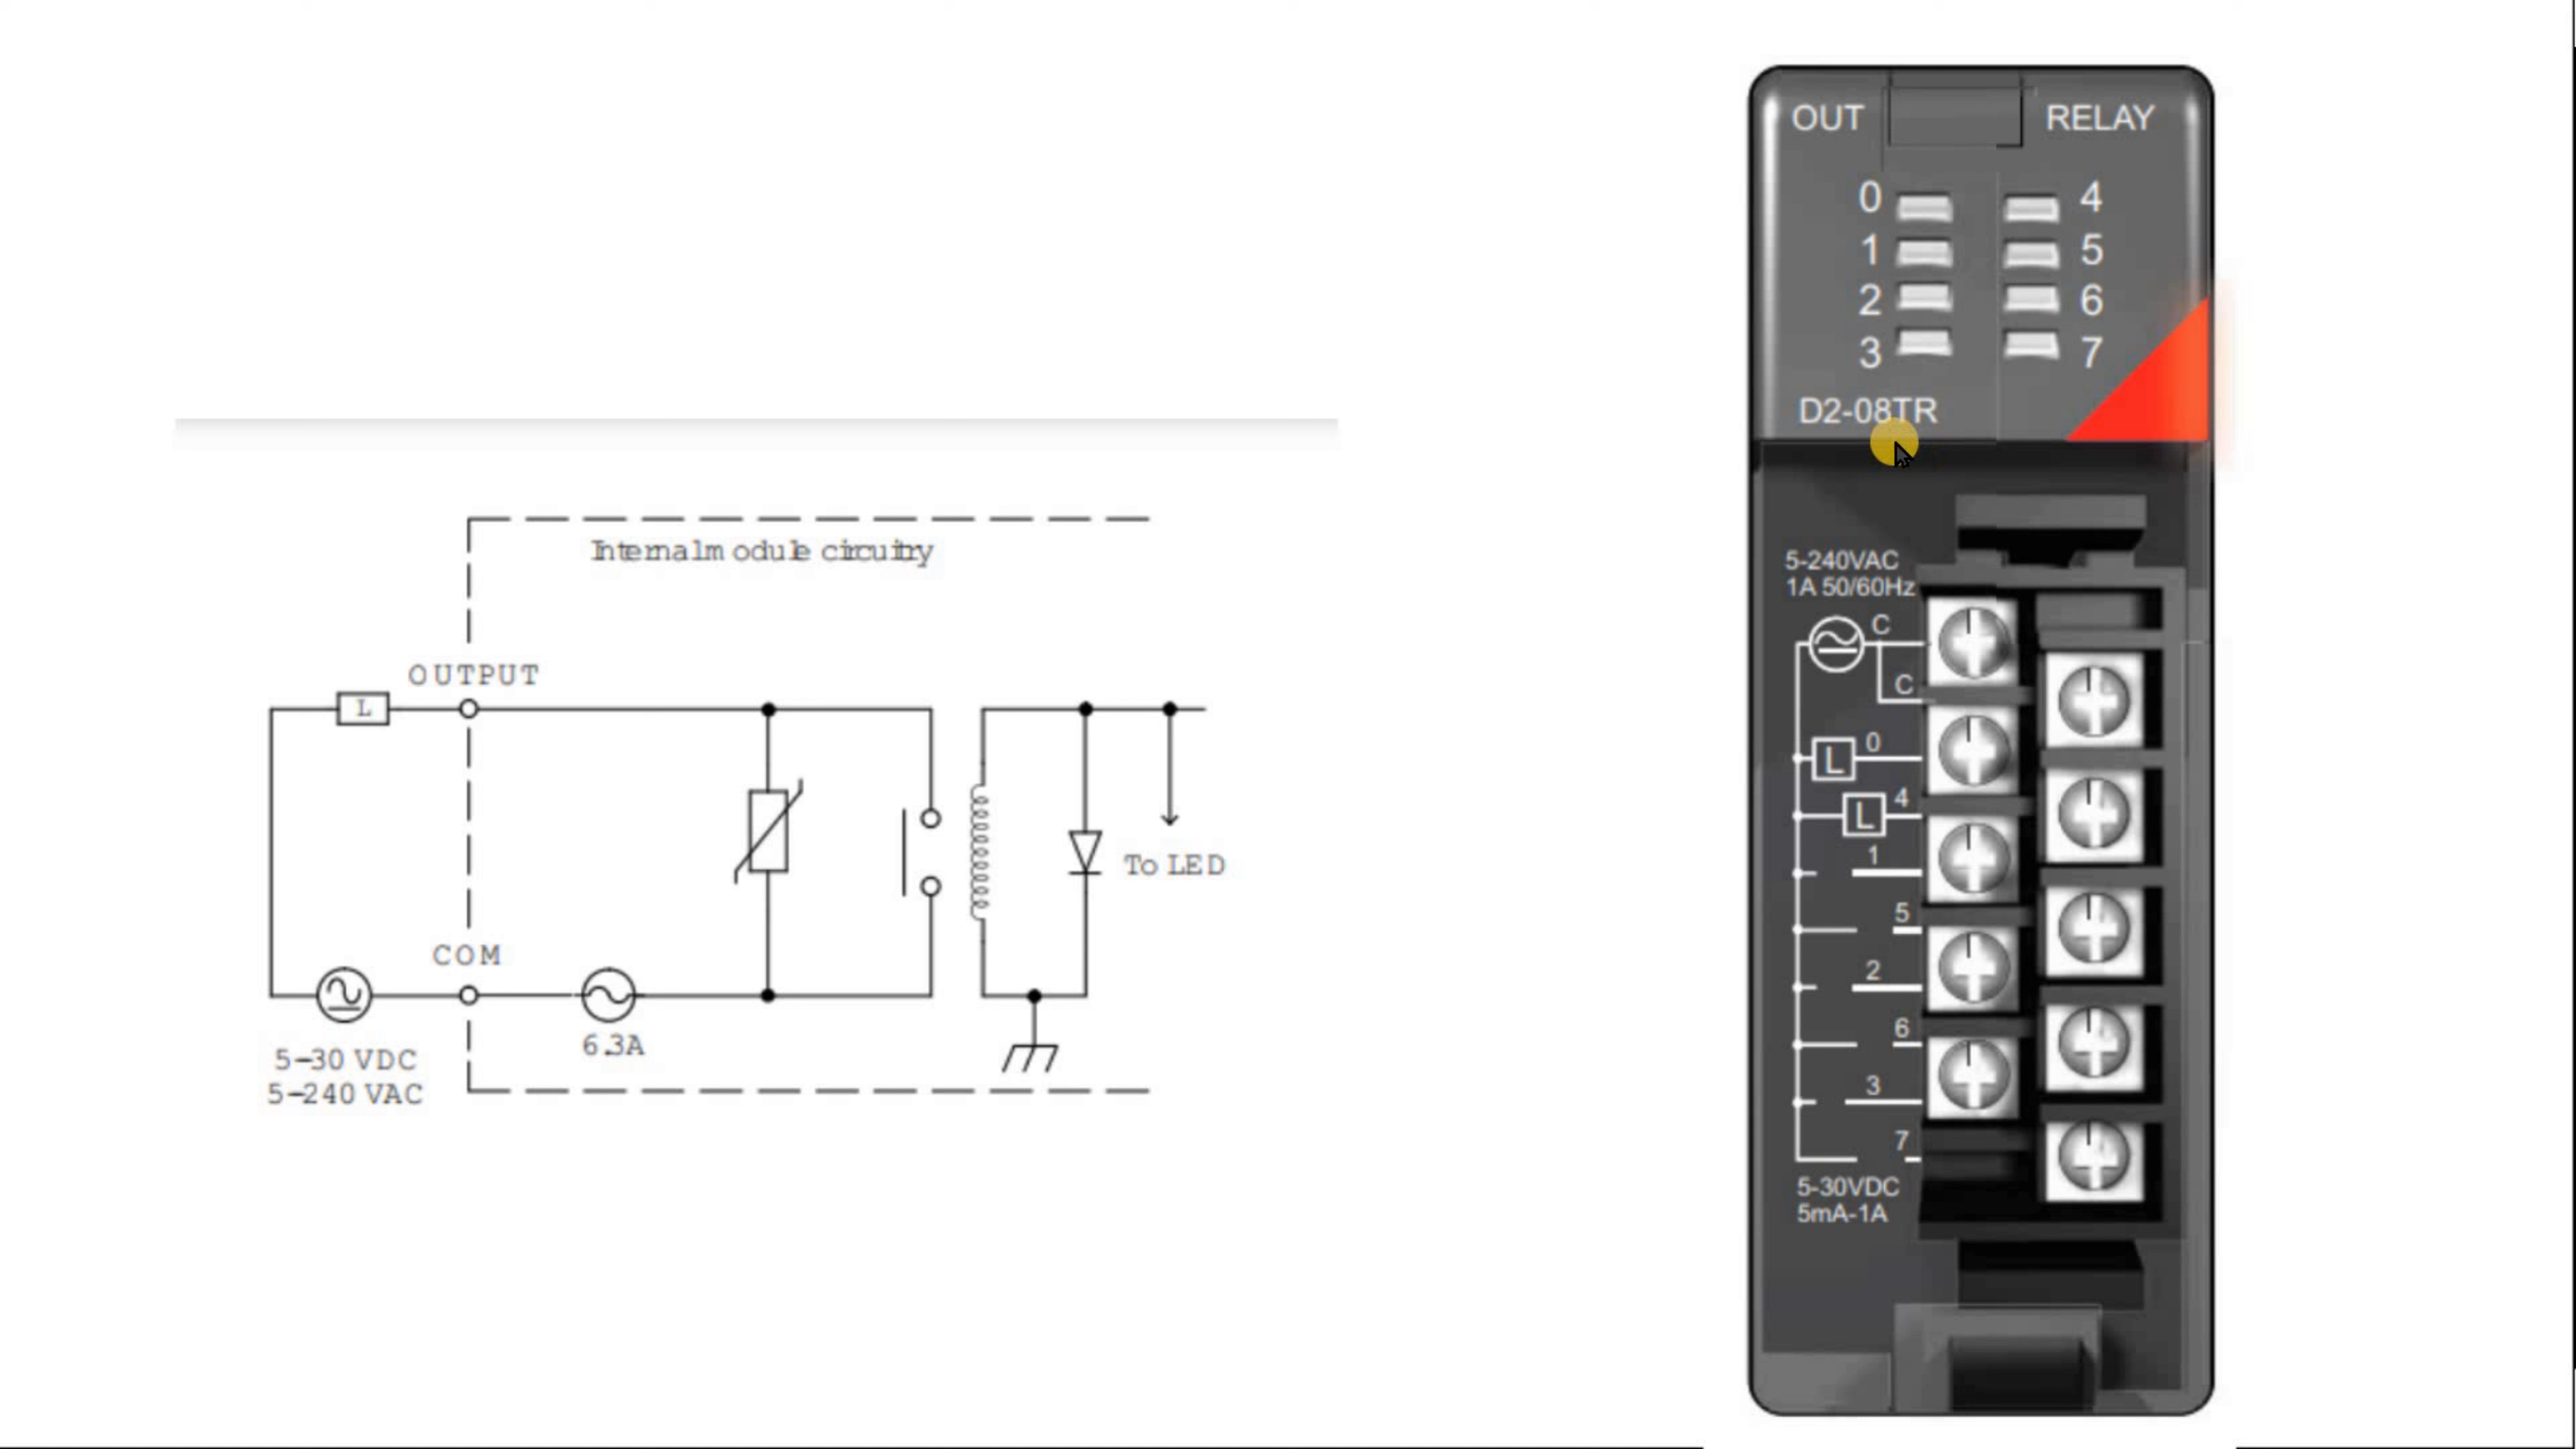 Internal module circuitry
OUTPUT
L
COM
To LED
6.3A
5-30 VDC
5-240 VAC
OUT RELAY
0 4
1 5
2 6
3 7
D2-08TR
5-240VAC
1A 50/60Hz
C
C
L 0
L 4
1
5
2
6
3
7
5-30VDC
5mA-1A